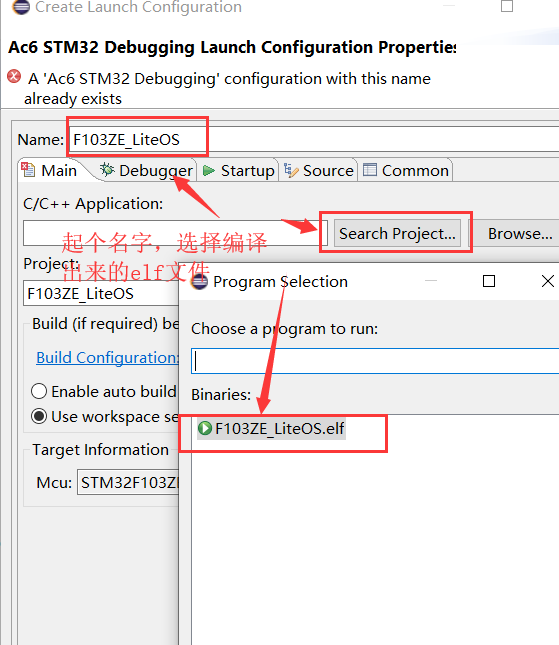 Create Launch Configuration
Ac6 STM32 Debugging Launch Configuration Properties
A 'Ac6 STM32 Debugging' configuration with this name
already exists
Name: F103ZE_LiteOS
Main Debugger Startup Source Common
C/C++ Application:
Search Project... Browse...
起个名字，选择编译
出来的elf文件
Project:
F103ZE_LiteOS
Program Selection
Build (if required) be
Choose a program to run:
Build Configuration:
Enable auto build
Binaries:
Use workspace se
F103ZE_LiteOS.elf
Target Information
Mcu: STM32F103Z